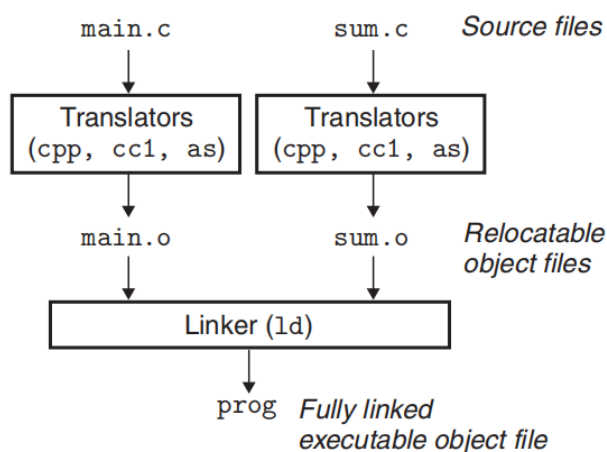 main.c sum.c Source files
Translators Translators
(cpp, cc1, as) (cpp, cc1, as)
main.o sum.o Relocatable
object files
Linker (ld)
prog Fully linked
executable object file